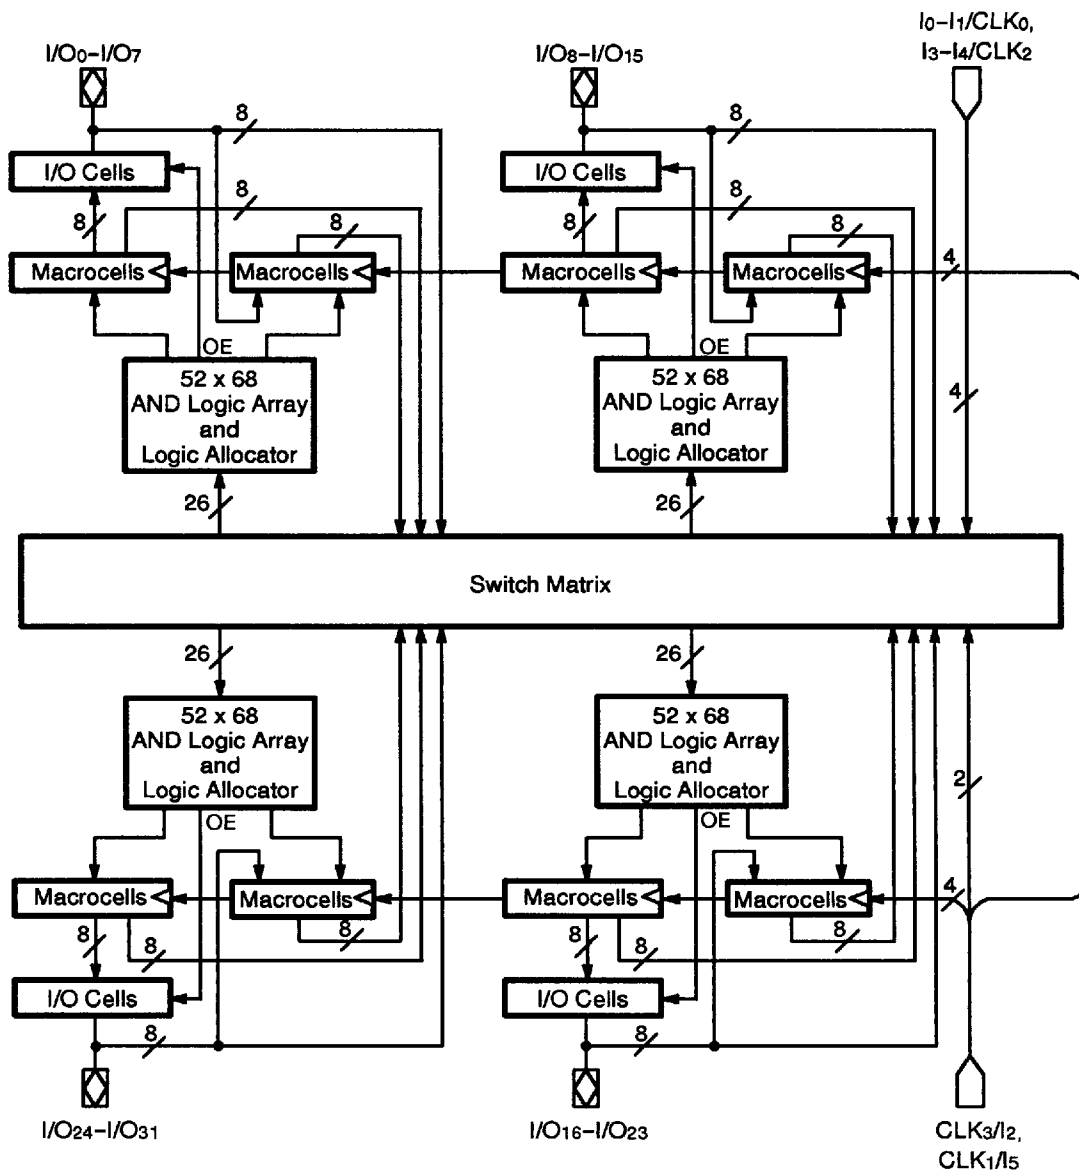 I/O0–I/O7
I/O8–I/O15
I0–I1/CLK0,
I3–I4/CLK2
8
8
I/O Cells
I/O Cells
8
8
8
8
8
8
Macrocells
Macrocells
Macrocells
Macrocells
4
OE
OE
52 x 68
AND Logic Array
and
Logic Allocator
52 x 68
AND Logic Array
and
Logic Allocator
4
26
26
Switch Matrix
26
26
52 x 68
AND Logic Array
and
Logic Allocator
52 x 68
AND Logic Array
and
Logic Allocator
2
OE
OE
Macrocells
Macrocells
Macrocells
Macrocells
4
8
8
8
8
8
8
I/O Cells
I/O Cells
8
8
I/O24–I/O31
I/O16–I/O23
CLK3/I2,
CLK1/I5